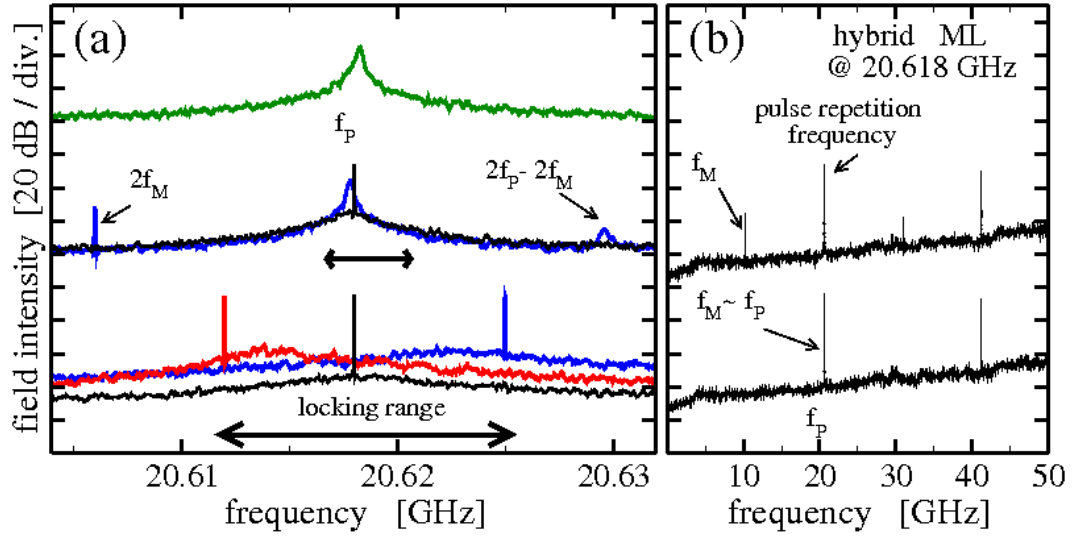 (a)
f_P
2f_M
2f_P- 2f_M
locking range
field intensity [20 dB / div.]
20.61 20.62 20.63
frequency [GHz]
(b)
hybrid ML
@ 20.618 GHz
pulse repetition
frequency
f_M
f_M~ f_P
f_P
10 20 30 40 50
frequency [GHz]